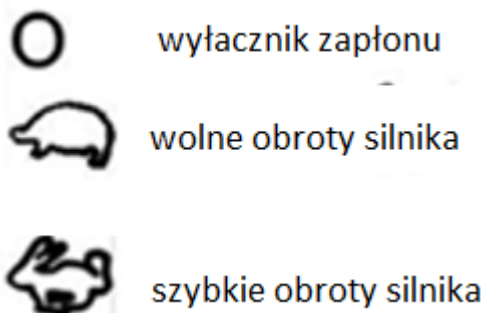 O wyłacznik zapłonu
wolne obroty silnika
szybkie obroty silnika